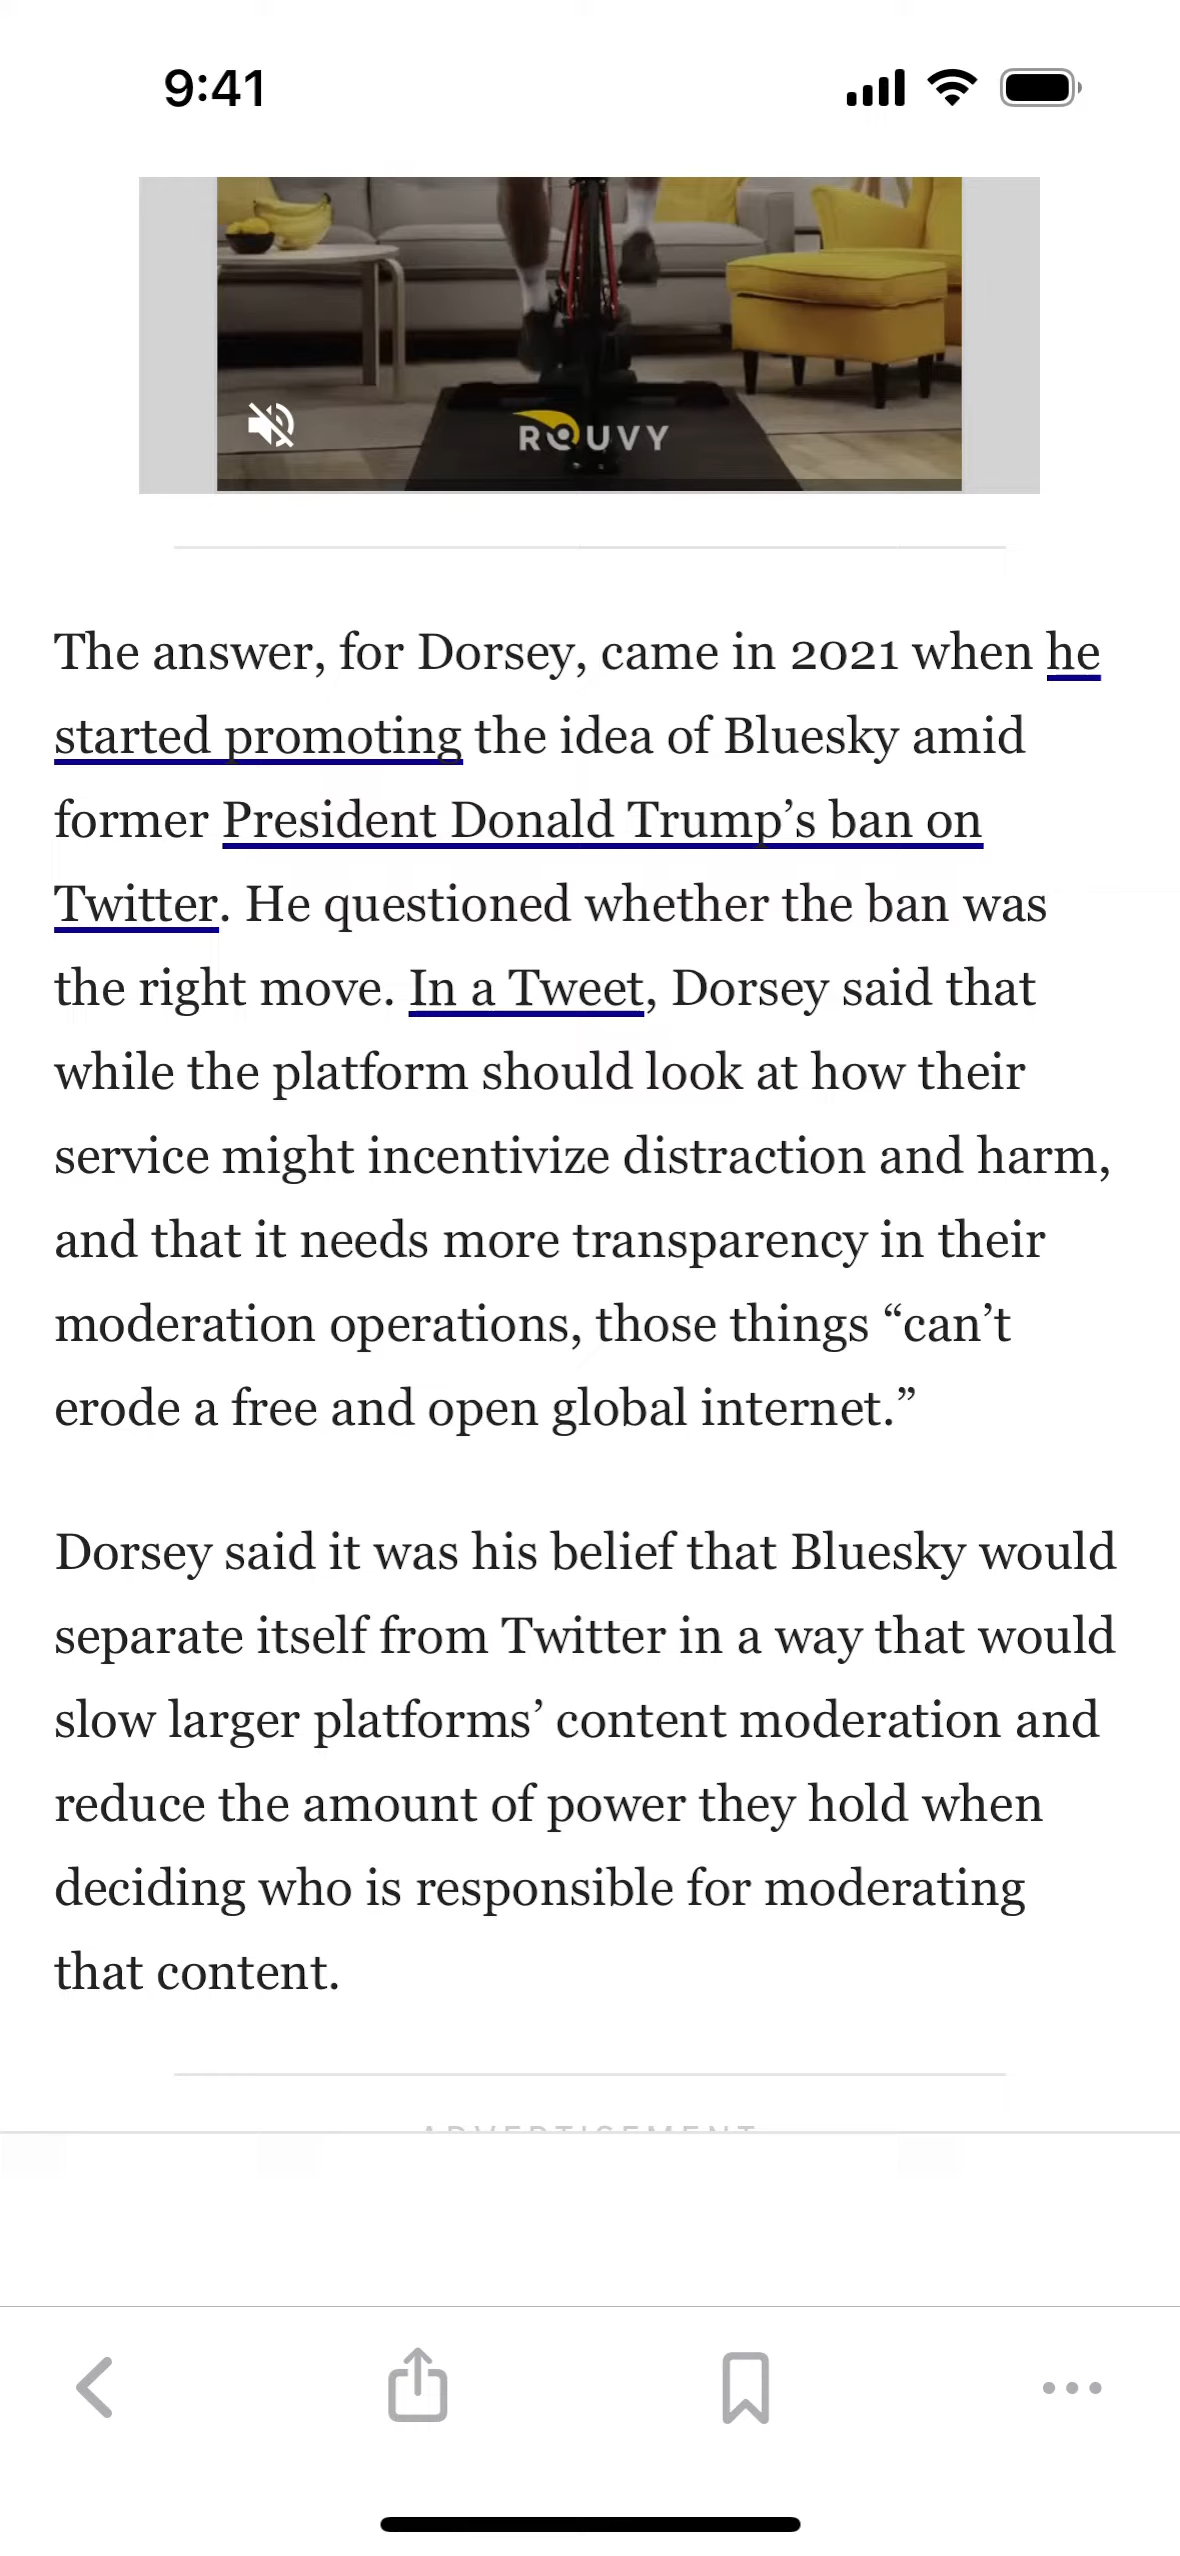 9:41
ROUVY
The answer, for Dorsey, came in 2021 when he
started promoting the idea of Bluesky amid
former President Donald Trump’s ban on
Twitter. He questioned whether the ban was
the right move. In a Tweet, Dorsey said that
while the platform should look at how their
service might incentivize distraction and harm,
and that it needs more transparency in their
moderation operations, those things “can’t
erode a free and open global internet.”
Dorsey said it was his belief that Bluesky would
separate itself from Twitter in a way that would
slow larger platforms’ content moderation and
reduce the amount of power they hold when
deciding who is responsible for moderating
that content.
ADVERTISEMENT